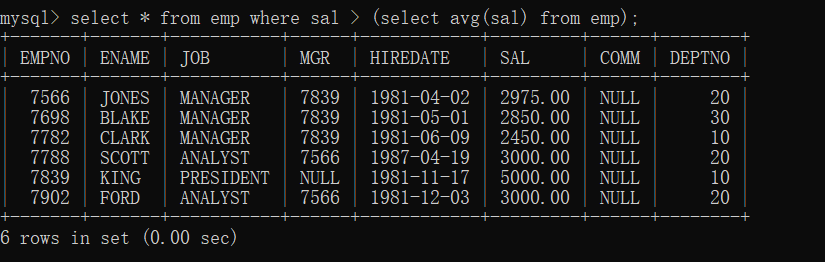 mysql> select * from emp where sal > (select avg(sal) from emp);
+-------+-------+-----------+------+------------+---------+------+--------+
| EMPNO | ENAME | JOB       | MGR  | HIREDATE   | SAL     | COMM | DEPTNO |
+-------+-------+-----------+------+------------+---------+------+--------+
|  7566 | JONES | MANAGER   | 7839 | 1981-04-02 | 2975.00 | NULL |     20 |
|  7698 | BLAKE | MANAGER   | 7839 | 1981-05-01 | 2850.00 | NULL |     30 |
|  7782 | CLARK | MANAGER   | 7839 | 1981-06-09 | 2450.00 | NULL |     10 |
|  7788 | SCOTT | ANALYST   | 7566 | 1987-04-19 | 3000.00 | NULL |     20 |
|  7839 | KING  | PRESIDENT | NULL | 1981-11-17 | 5000.00 | NULL |     10 |
|  7902 | FORD  | ANALYST   | 7566 | 1981-12-03 | 3000.00 | NULL |     20 |
+-------+-------+-----------+------+------------+---------+------+--------+
6 rows in set (0.00 sec)